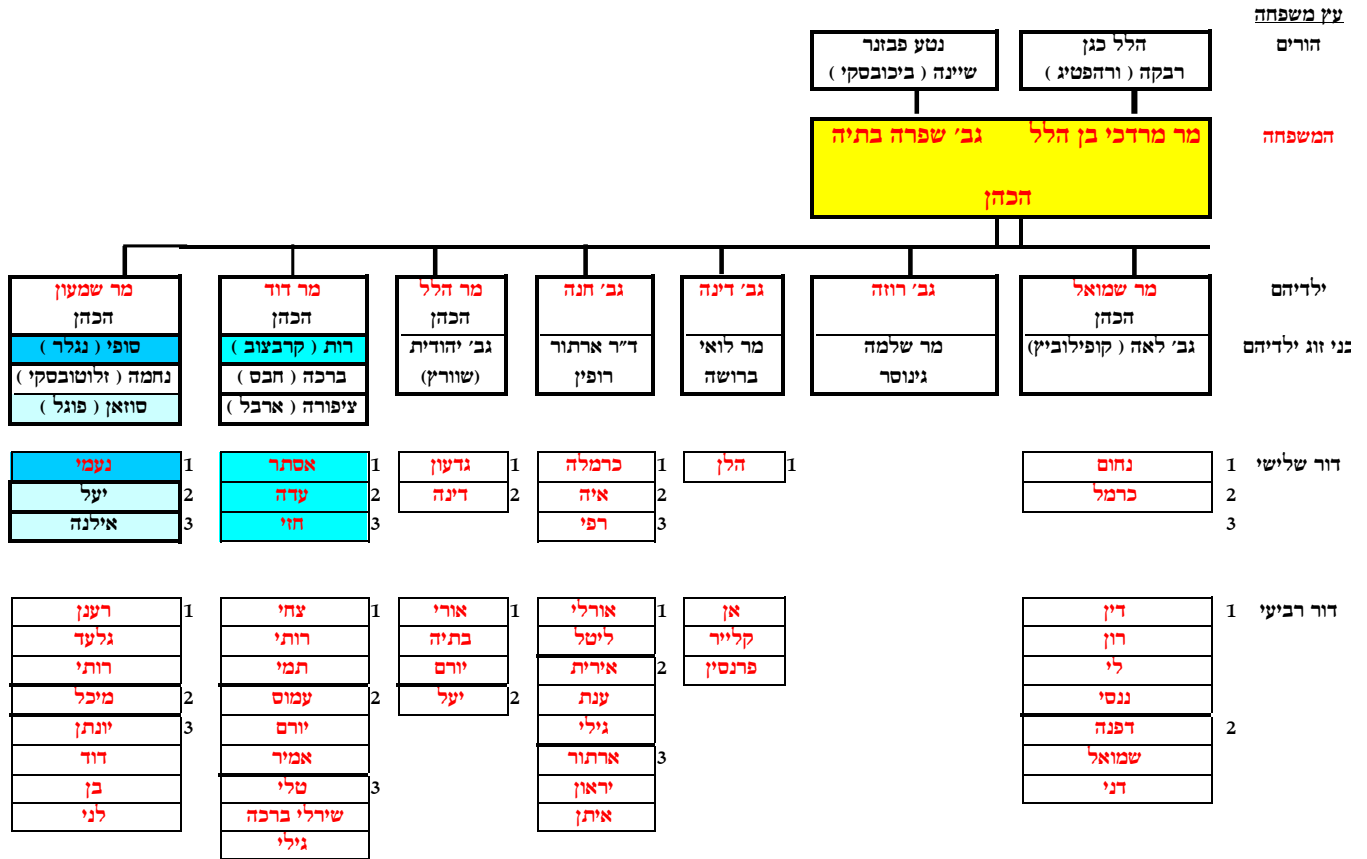 עץ משפחה
הורים
הלל כגן
רבקה ( ורהפטיג )
נטע פבזנר
שיינה ( ביכובסקי )
המשפחה
מר מרדכי בן הלל גב׳ שפרה בתיה
הכהן
ילדיהם
מר שמואל
הכהן
גב׳ רוזה
גב׳ דינה
גב׳ חנה
מר הלל
הכהן
מר דוד
הכהן
מר שמעון
הכהן
בני זוג ילדיהם
גב׳ לאה ( קופילוביץ)
מר שלמה
גינוסר
מר לואי
ברושה
ד״ר ארתור
רופין
גב׳ יהודית
(שוורץ)
רות ( קרבצוב )
ברכה ( חבס )
ציפורה ( ארבל )
סופי ( נגלר )
נחמה ( זלוטובסקי )
סוזאן ( פוגל )
דור שלישי
1 נחום
2 כרמל
3
1 הלן
1 כרמלה
2 איה
3 רפי
1 גדעון
2 דינה
1 אסתר
2 עדה
3 חזי
1 נעמי
2 יעל
3 אילנה
דור רביעי
1 דין
רון
לי
ננסי
2 דפנה
שמואל
דני
אן
קלייר
פרנסין
1 אורלי
ליטל
2 אירית
ענת
גילי
3 ארתור
יראון
איתן
1 אורי
בתיה
יורם
2 יעל
1 צחי
רותי
תמי
2 עמוס
יורם
אמיר
3 טלי
שירלי ברכה
גילי
1 רענן
גלעד
רותי
2 מיכל
3 יונתן
דוד
בן
לני